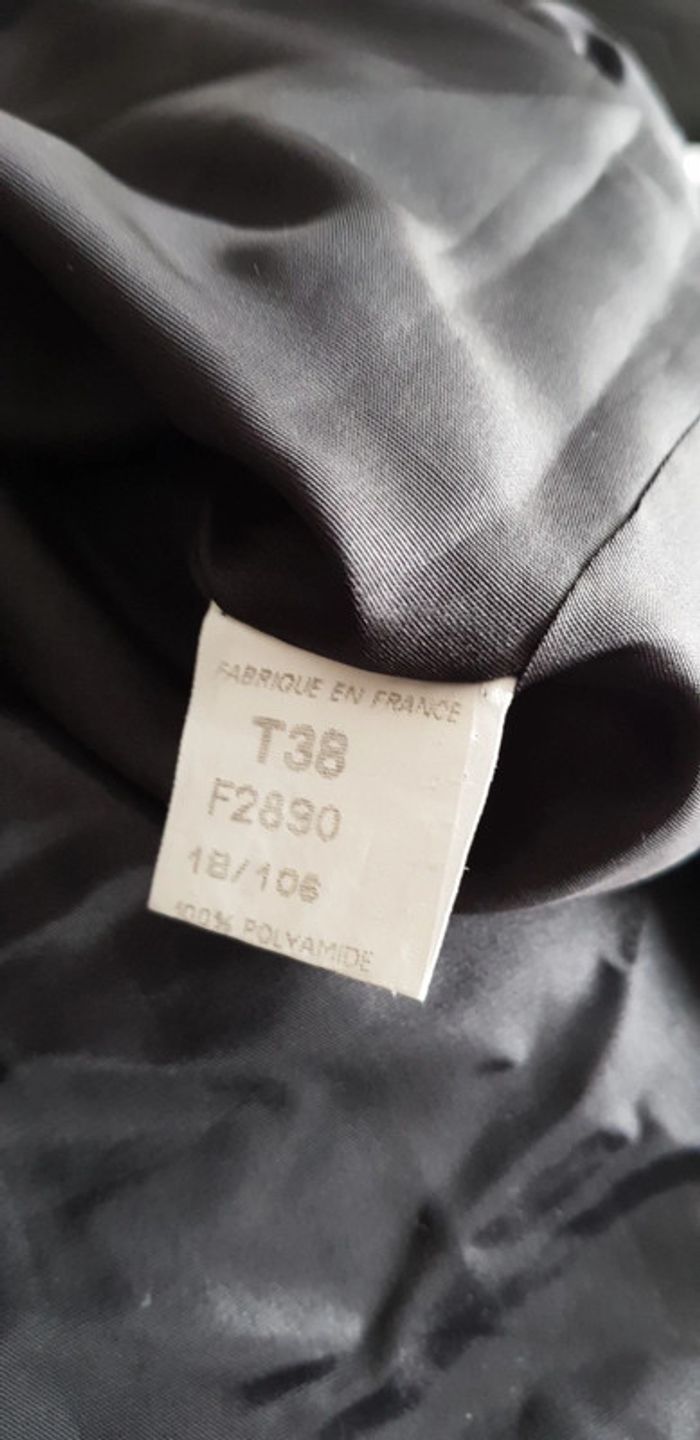 FABRIQUE EN FRANCE
T38
F2890
18/106
100% POLYAMIDE